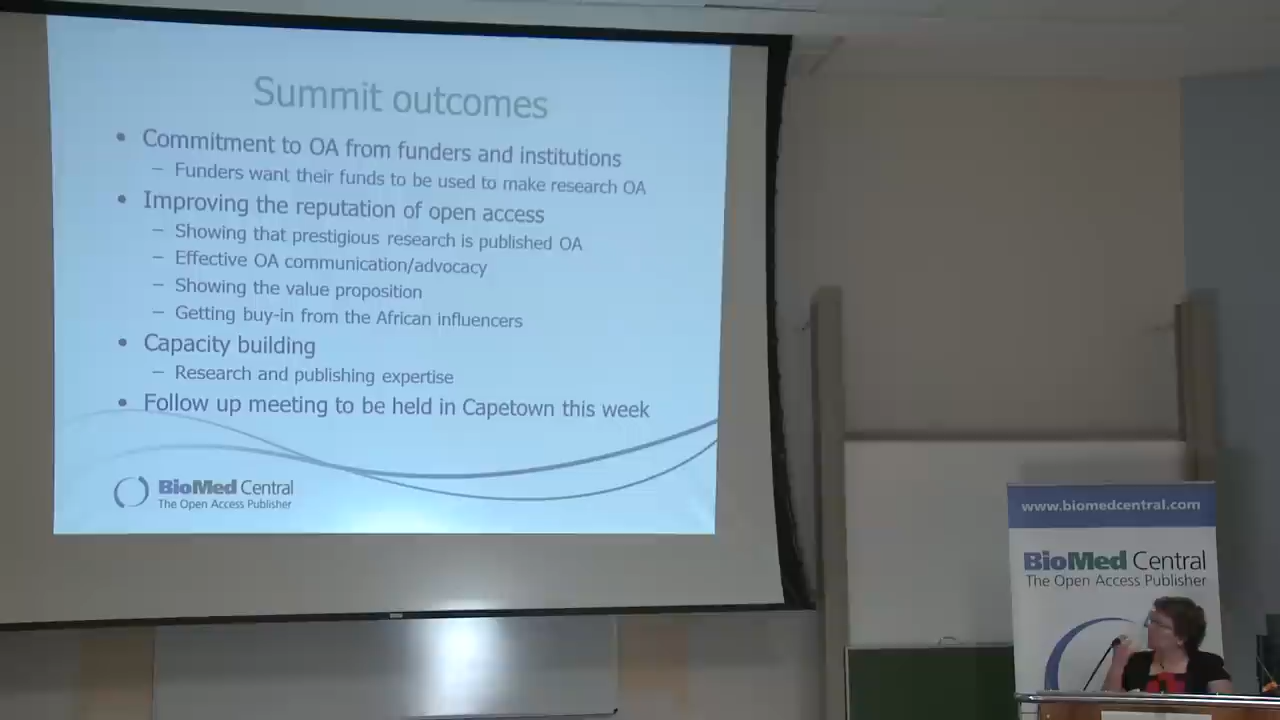 Summit outcomes
• Commitment to OA from funders and institutions
– Funders want their funds to be used to make research OA
• Improving the reputation of open access
– Showing that prestigious research is published OA
– Effective OA communication/advocacy
– Showing the value proposition
– Getting buy-in from the African influencers
• Capacity building
– Research and publishing expertise
• Follow up meeting to be held in Capetown this week
BioMed Central
The Open Access Publisher
www.biomedcentral.com
BioMed Central
The Open Access Publisher